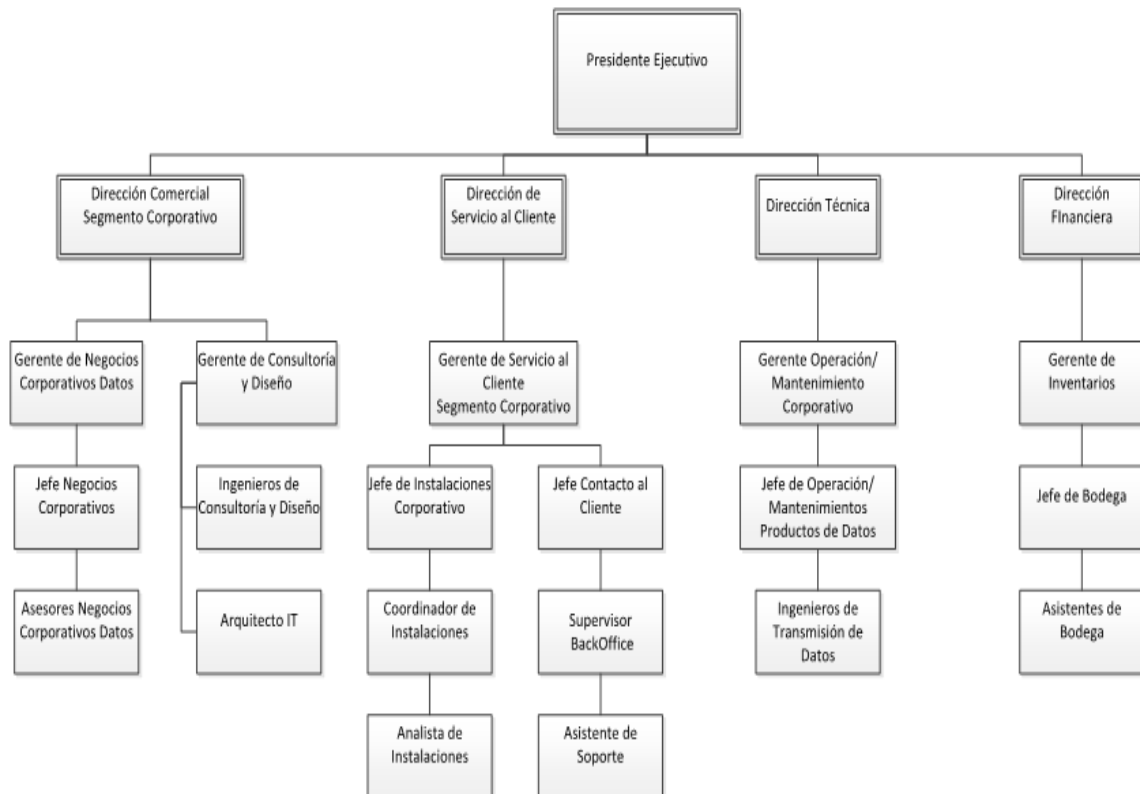 Presidente Ejecutivo
Dirección Comercial
Segmento Corporativo
Dirección de
Servicio al Cliente
Dirección Técnica
Dirección
FInanciera
Gerente de Negocios
Corporativos Datos
Gerente de Consultoría
y Diseño
Gerente de Servicio al
Cliente
Segmento Corporativo
Gerente Operación/
Mantenimiento
Corporativo
Gerente de
Inventarios
Jefe Negocios
Corporativos
Ingenieros de
Consultoría y Diseño
Jefe de Instalaciones
Corporativo
Jefe Contacto al
Cliente
Jefe de Operación/
Mantenimientos
Productos de Datos
Jefe de Bodega
Asesores Negocios
Corporativos Datos
Arquitecto IT
Coordinador de
Instalaciones
Supervisor
BackOffice
Ingenieros de
Transmisión de
Datos
Asistentes de
Bodega
Analista de
Instalaciones
Asistente de
Soporte